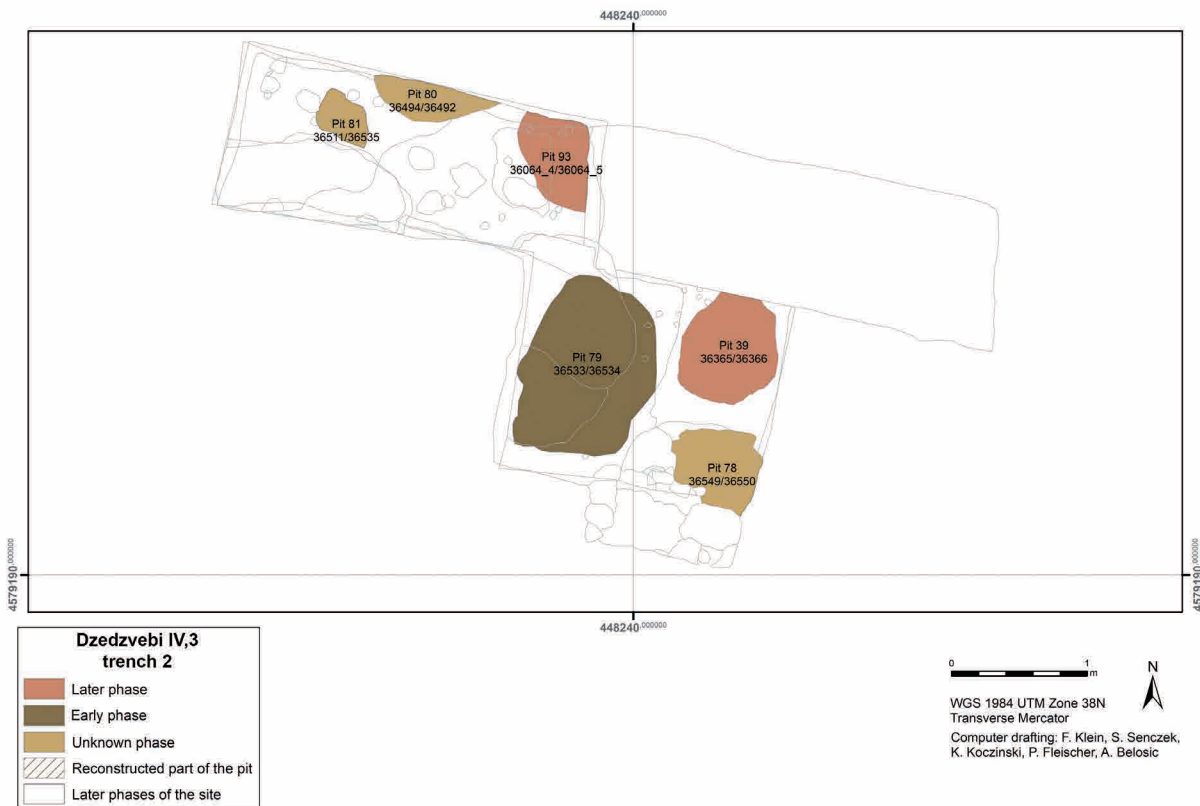 448240.000000
Pit 80
36494/36492
Pit 81
36511/36535
Pit 93
36064_4/36064_5
Pit 79
36533/36534
Pit 39
36365/36366
Pit 78
36549/36550
4579190.000000
4579190.000000
448240.000000
Dzedzvebi IV,3
trench 2
Later phase
Early phase
Unknown phase
Reconstructed part of the pit
Later phases of the site
0 1
m
N
WGS 1984 UTM Zone 38N
Transverse Mercator
Computer drafting: F. Klein, S. Senczek,
K. Koczinski, P. Fleischer, A. Belosic